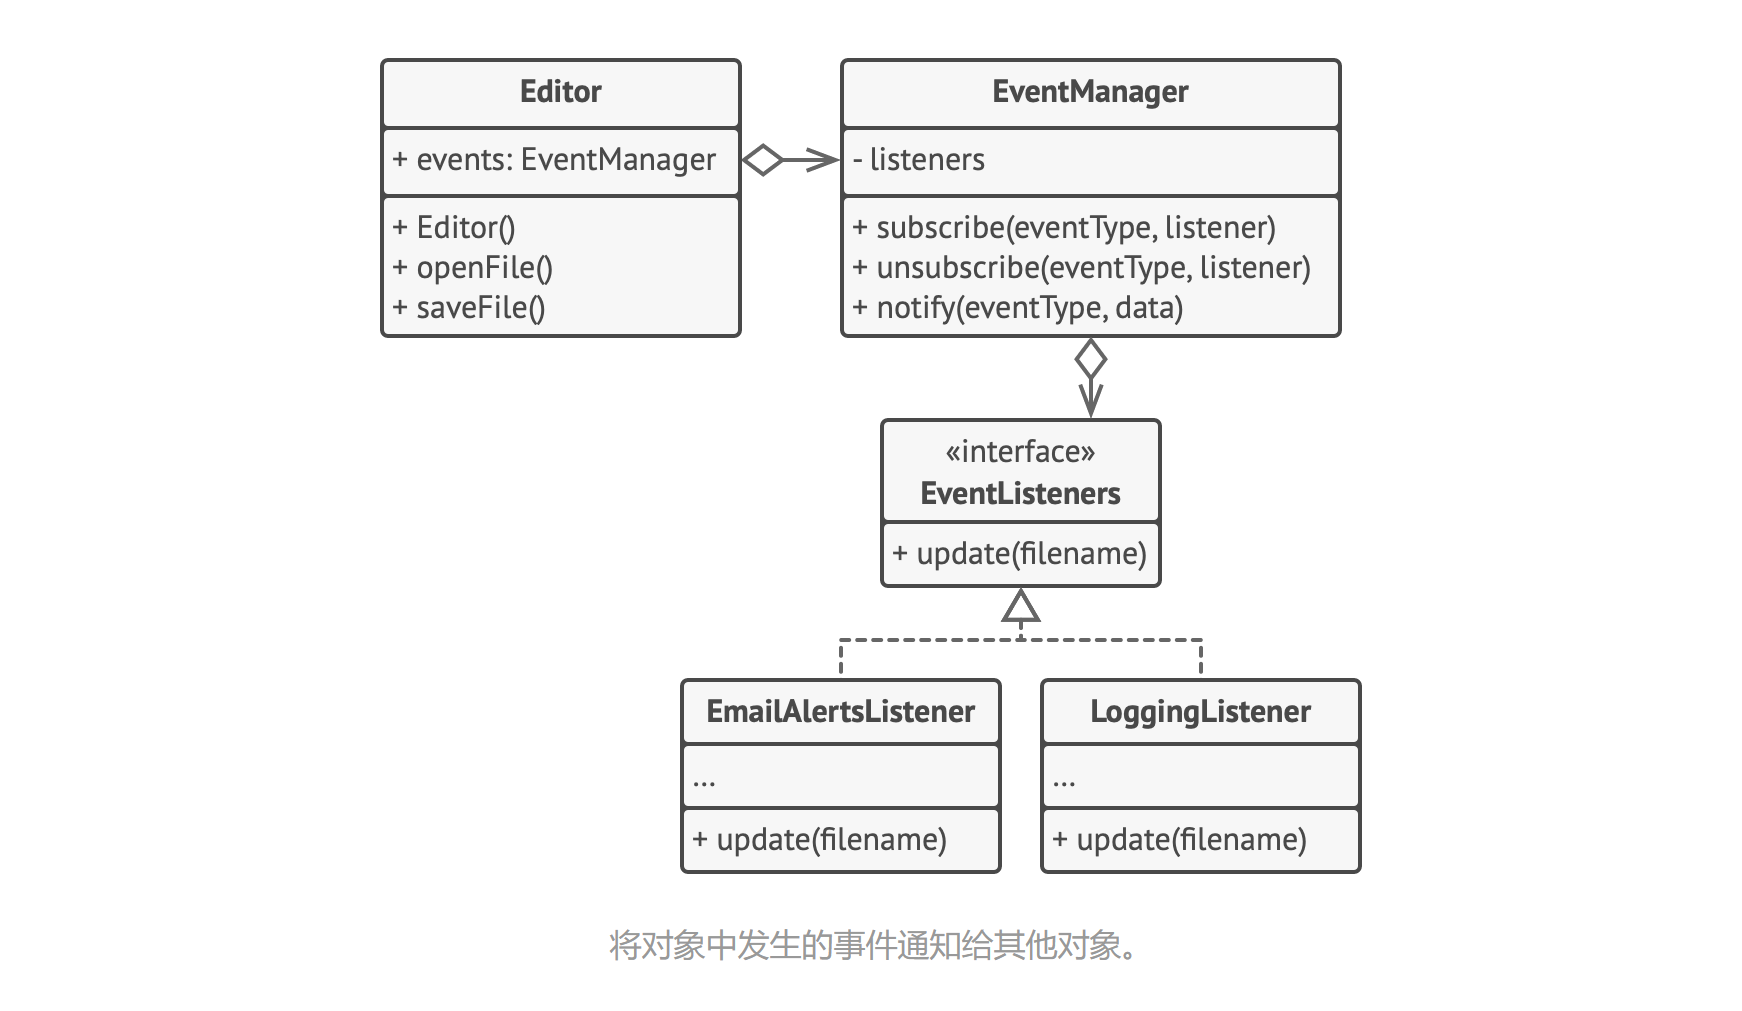 Editor
+ events: EventManager
+ Editor()
+ openFile()
+ saveFile()
EventManager
- listeners
+ subscribe(eventType, listener)
+ unsubscribe(eventType, listener)
+ notify(eventType, data)
«interface»
EventListeners
+ update(filename)
EmailAlertsListener
...
+ update(filename)
LoggingListener
...
+ update(filename)
将对象中发生的事件通知给其他对象。